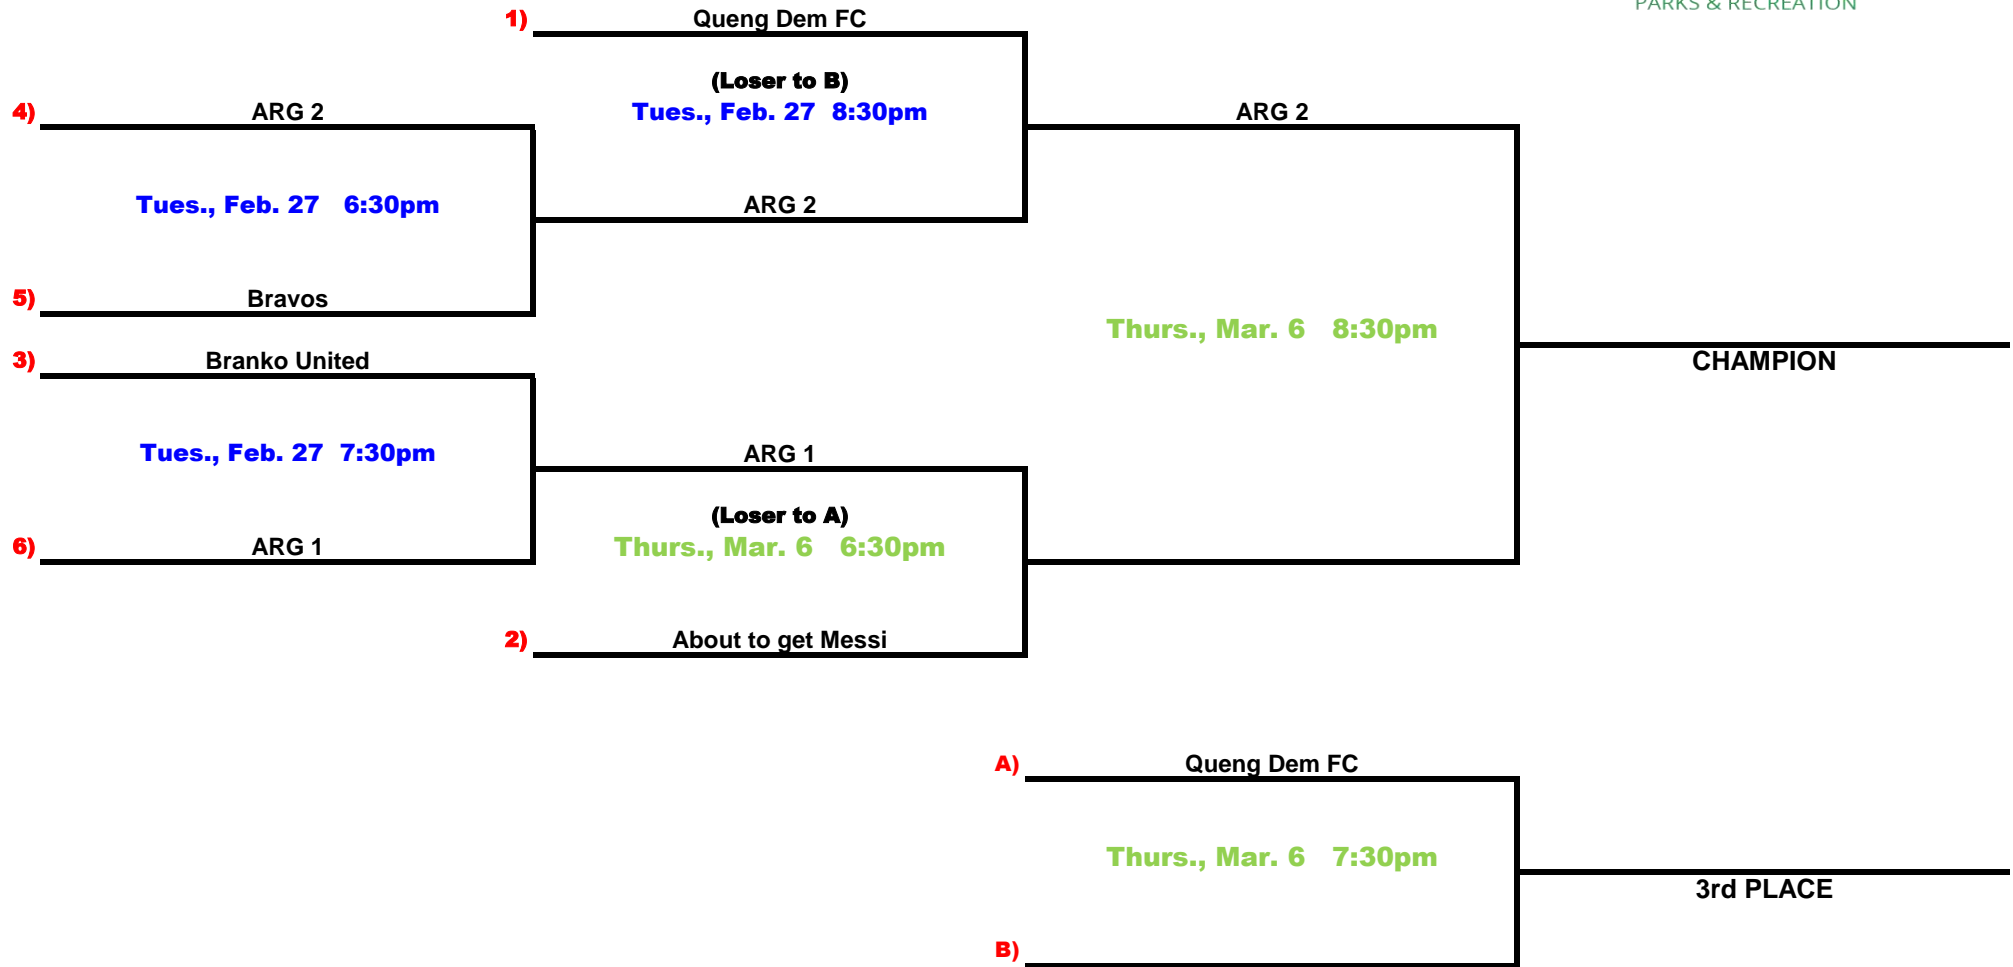 PARKS & RECREATION
1) Queng Dem FC
(Loser to B)
4) ARG 2
Tues., Feb. 27 8:30pm
ARG 2
Tues., Feb. 27 6:30pm
ARG 2
5) Bravos
Thurs., Mar. 6 8:30pm
3) Branko United
CHAMPION
Tues., Feb. 27 7:30pm
ARG 1
(Loser to A)
6) ARG 1
Thurs., Mar. 6 6:30pm
2) About to get Messi
A) Queng Dem FC
Thurs., Mar. 6 7:30pm
3rd PLACE
B)